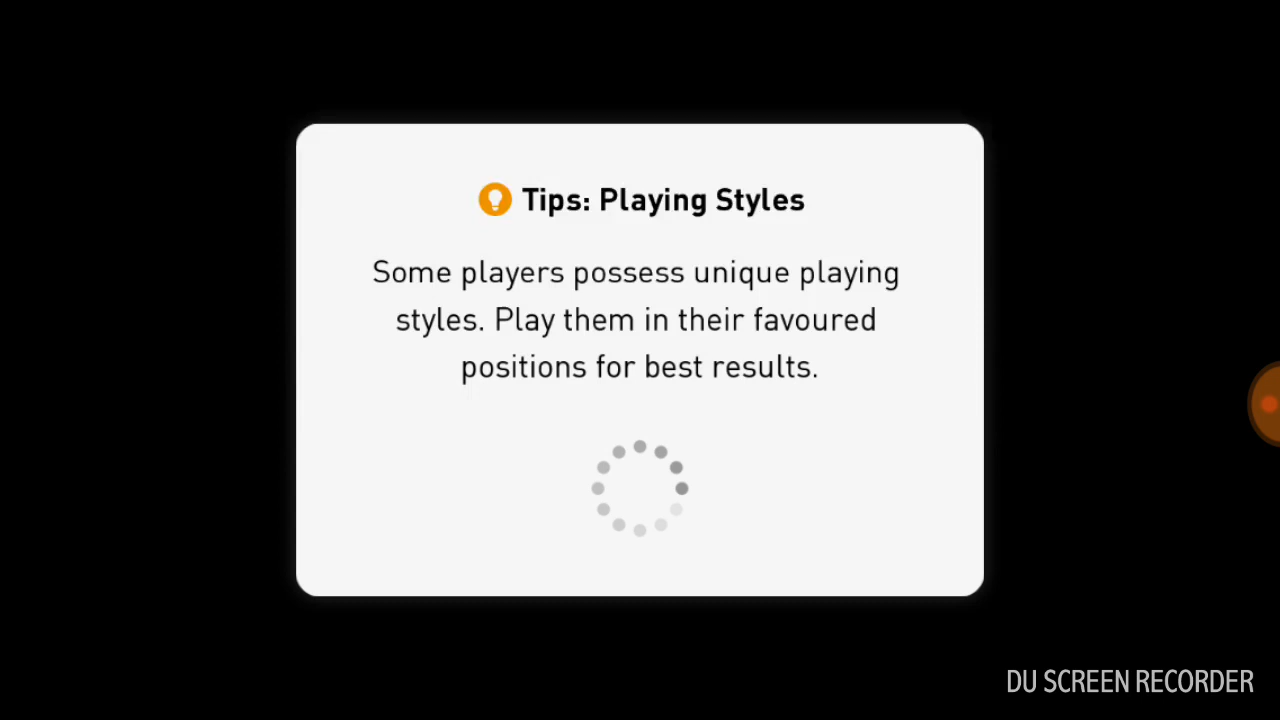 Tips: Playing Styles
Some players possess unique playing
styles. Play them in their favoured
positions for best results.
DU SCREEN RECORDER